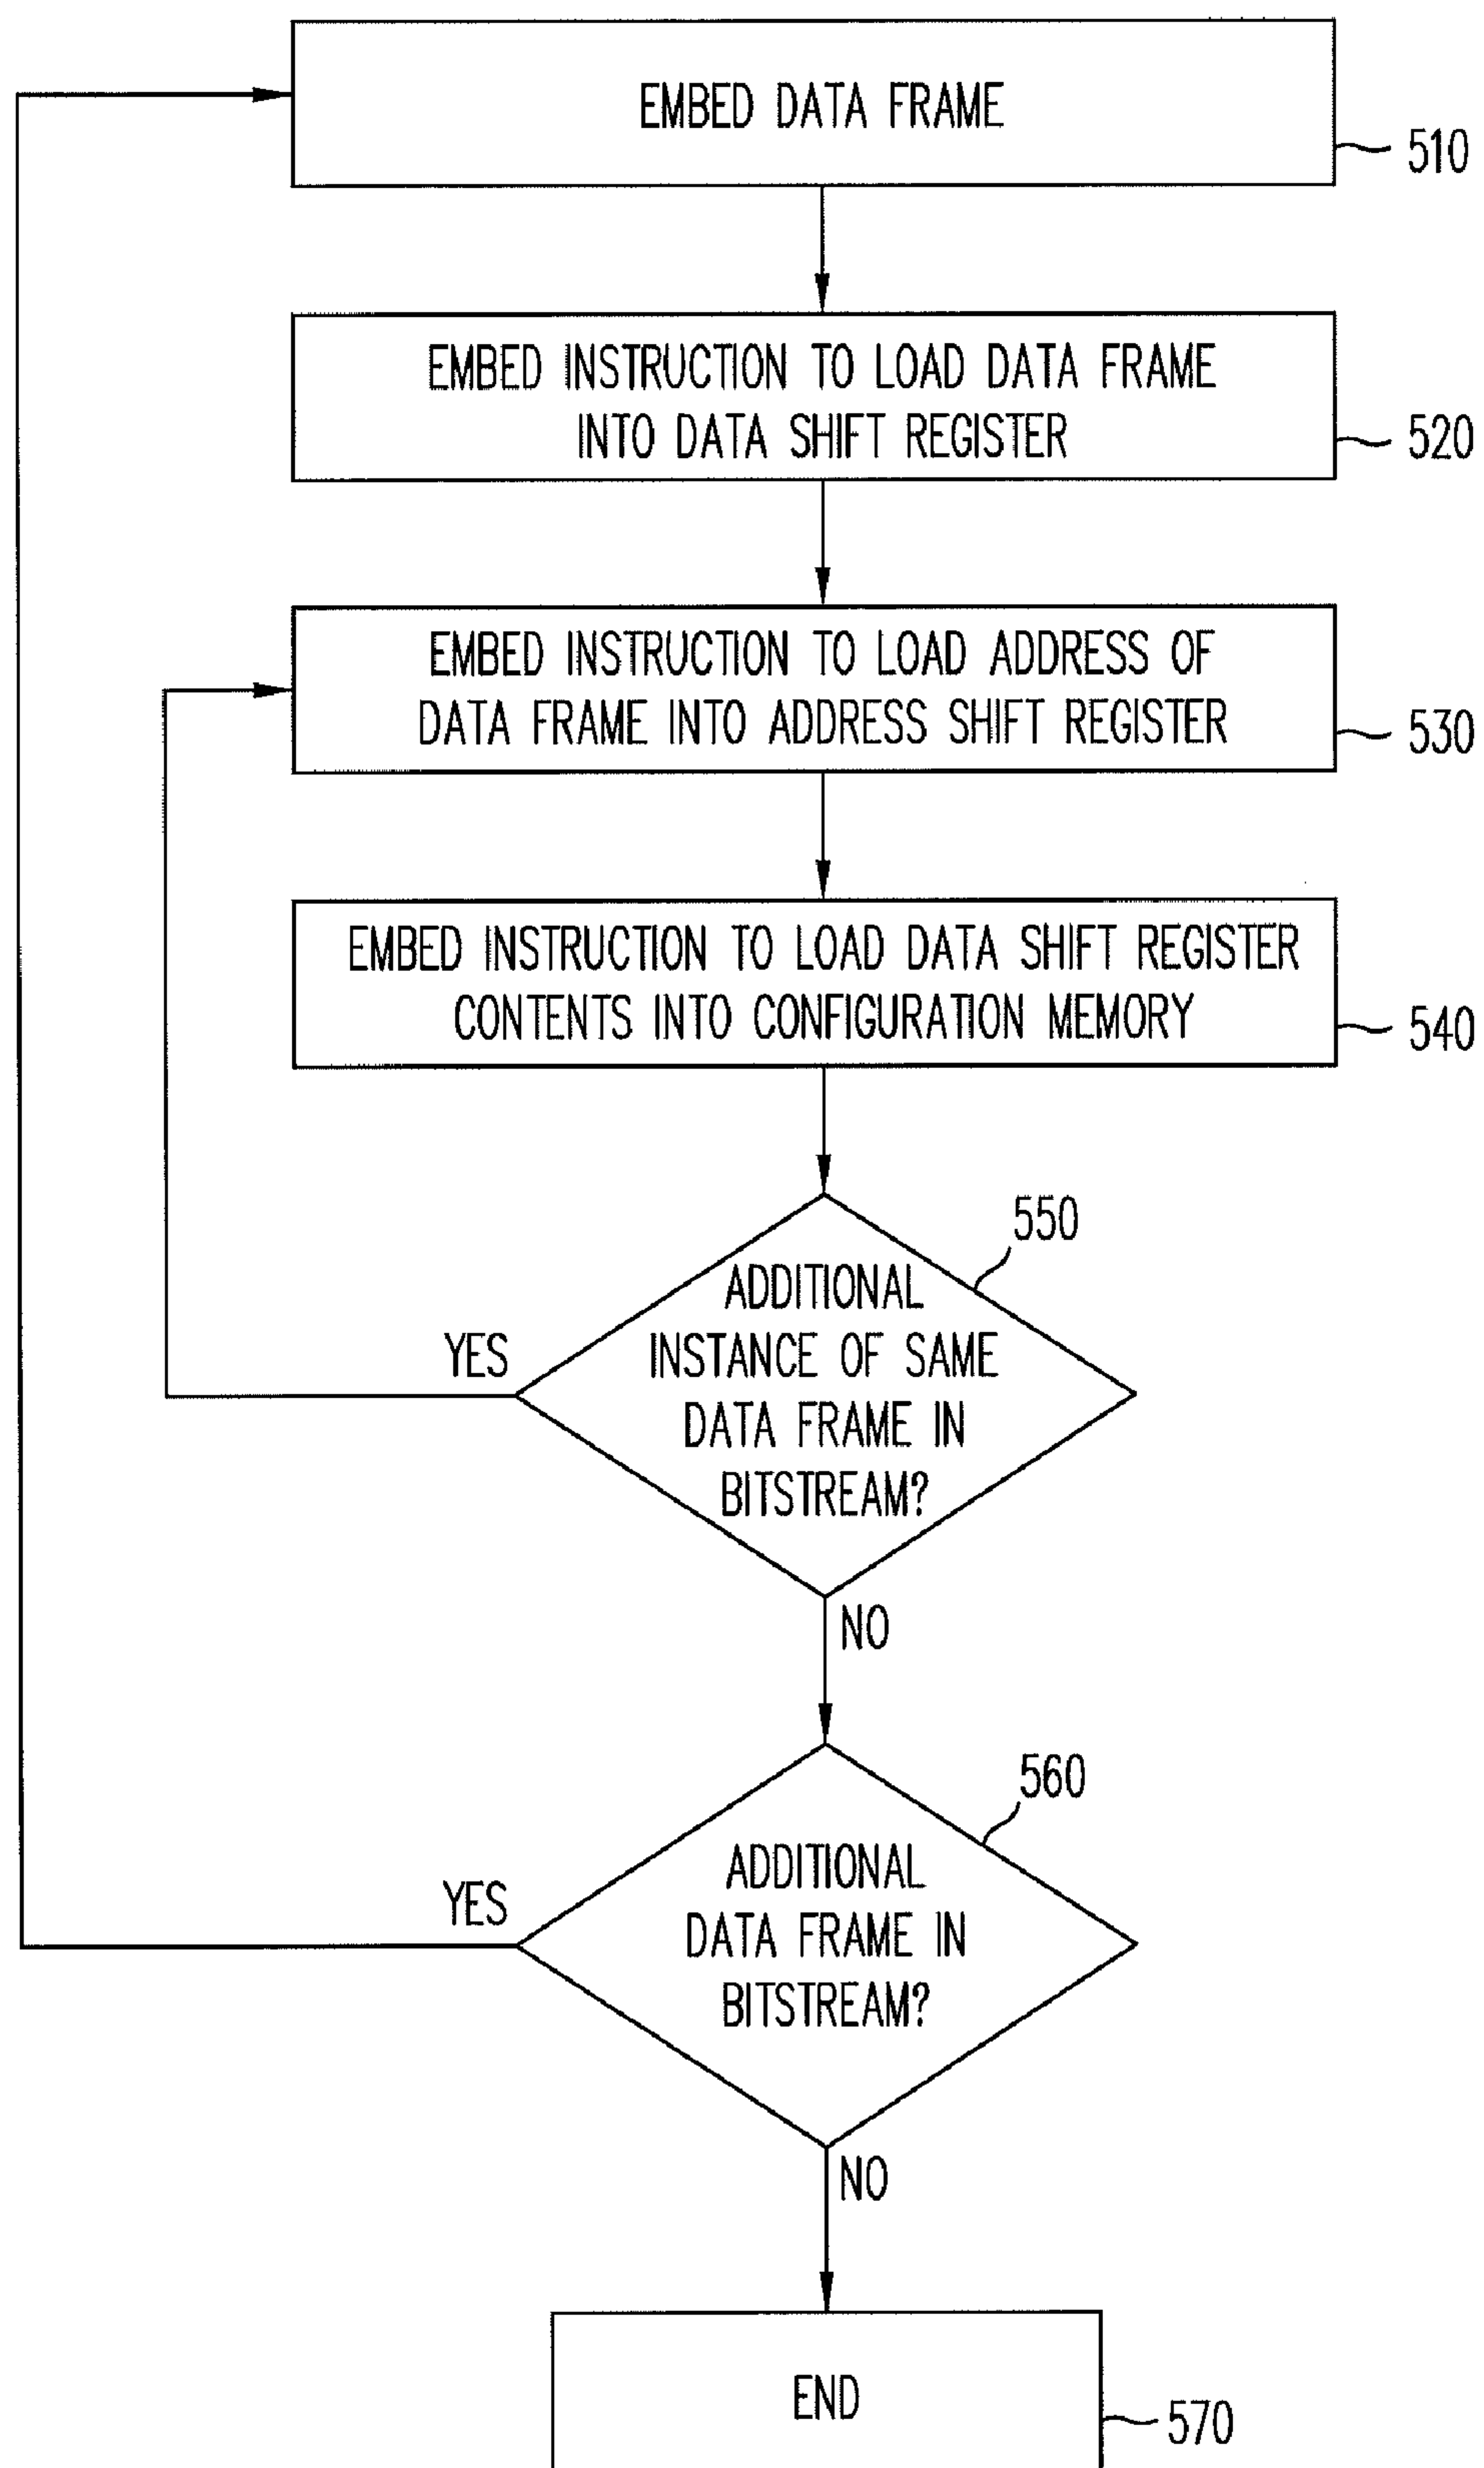 EMBED DATA FRAME
510
EMBED INSTRUCTION TO LOAD DATA FRAME
INTO DATA SHIFT REGISTER
520
EMBED INSTRUCTION TO LOAD ADDRESS OF
DATA FRAME INTO ADDRESS SHIFT REGISTER
530
EMBED INSTRUCTION TO LOAD DATA SHIFT REGISTER
CONTENTS INTO CONFIGURATION MEMORY
540
550
ADDITIONAL
INSTANCE OF SAME
DATA FRAME IN
BITSTREAM?
YES
NO
560
ADDITIONAL
DATA FRAME IN
BITSTREAM?
YES
NO
END
570